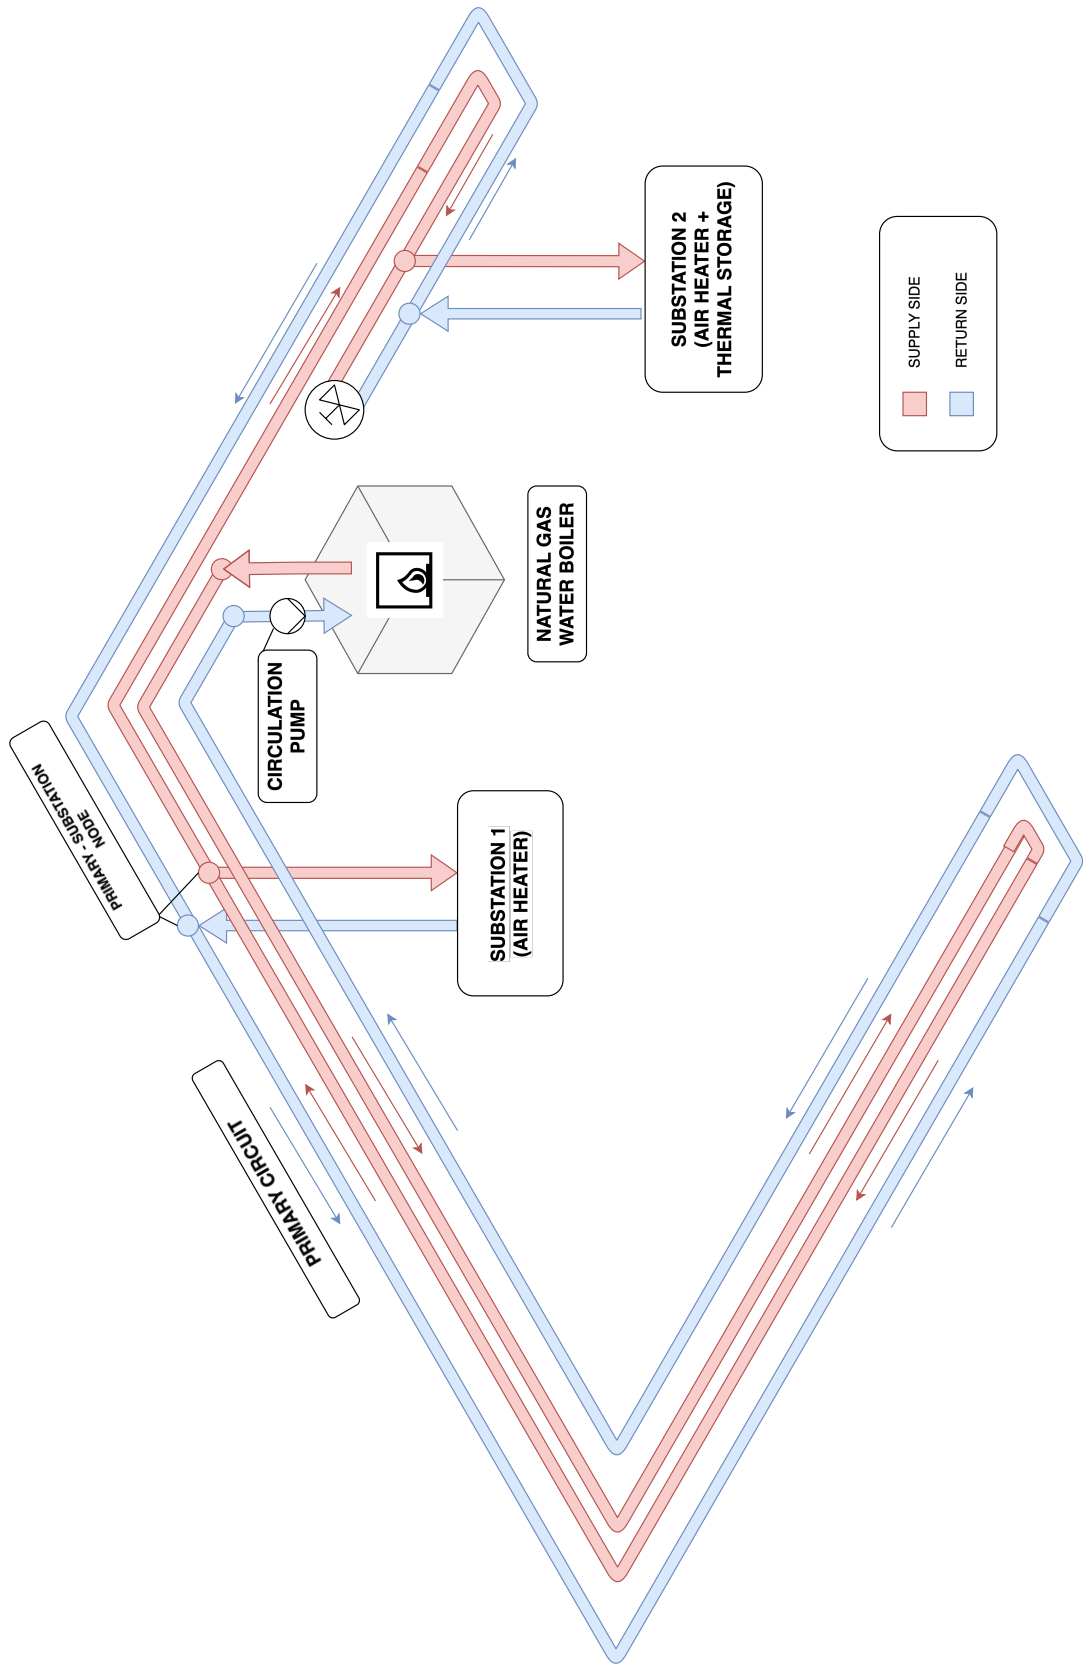 PRIMARY - SUBSTATION
NODE
CIRCULATION
PUMP
NATURAL GAS
WATER BOILER
SUBSTATION 2
(AIR HEATER +
THERMAL STORAGE)
SUPPLY SIDE
RETURN SIDE
SUBSTATION 1
(AIR HEATER)
PRIMARY CIRCUIT